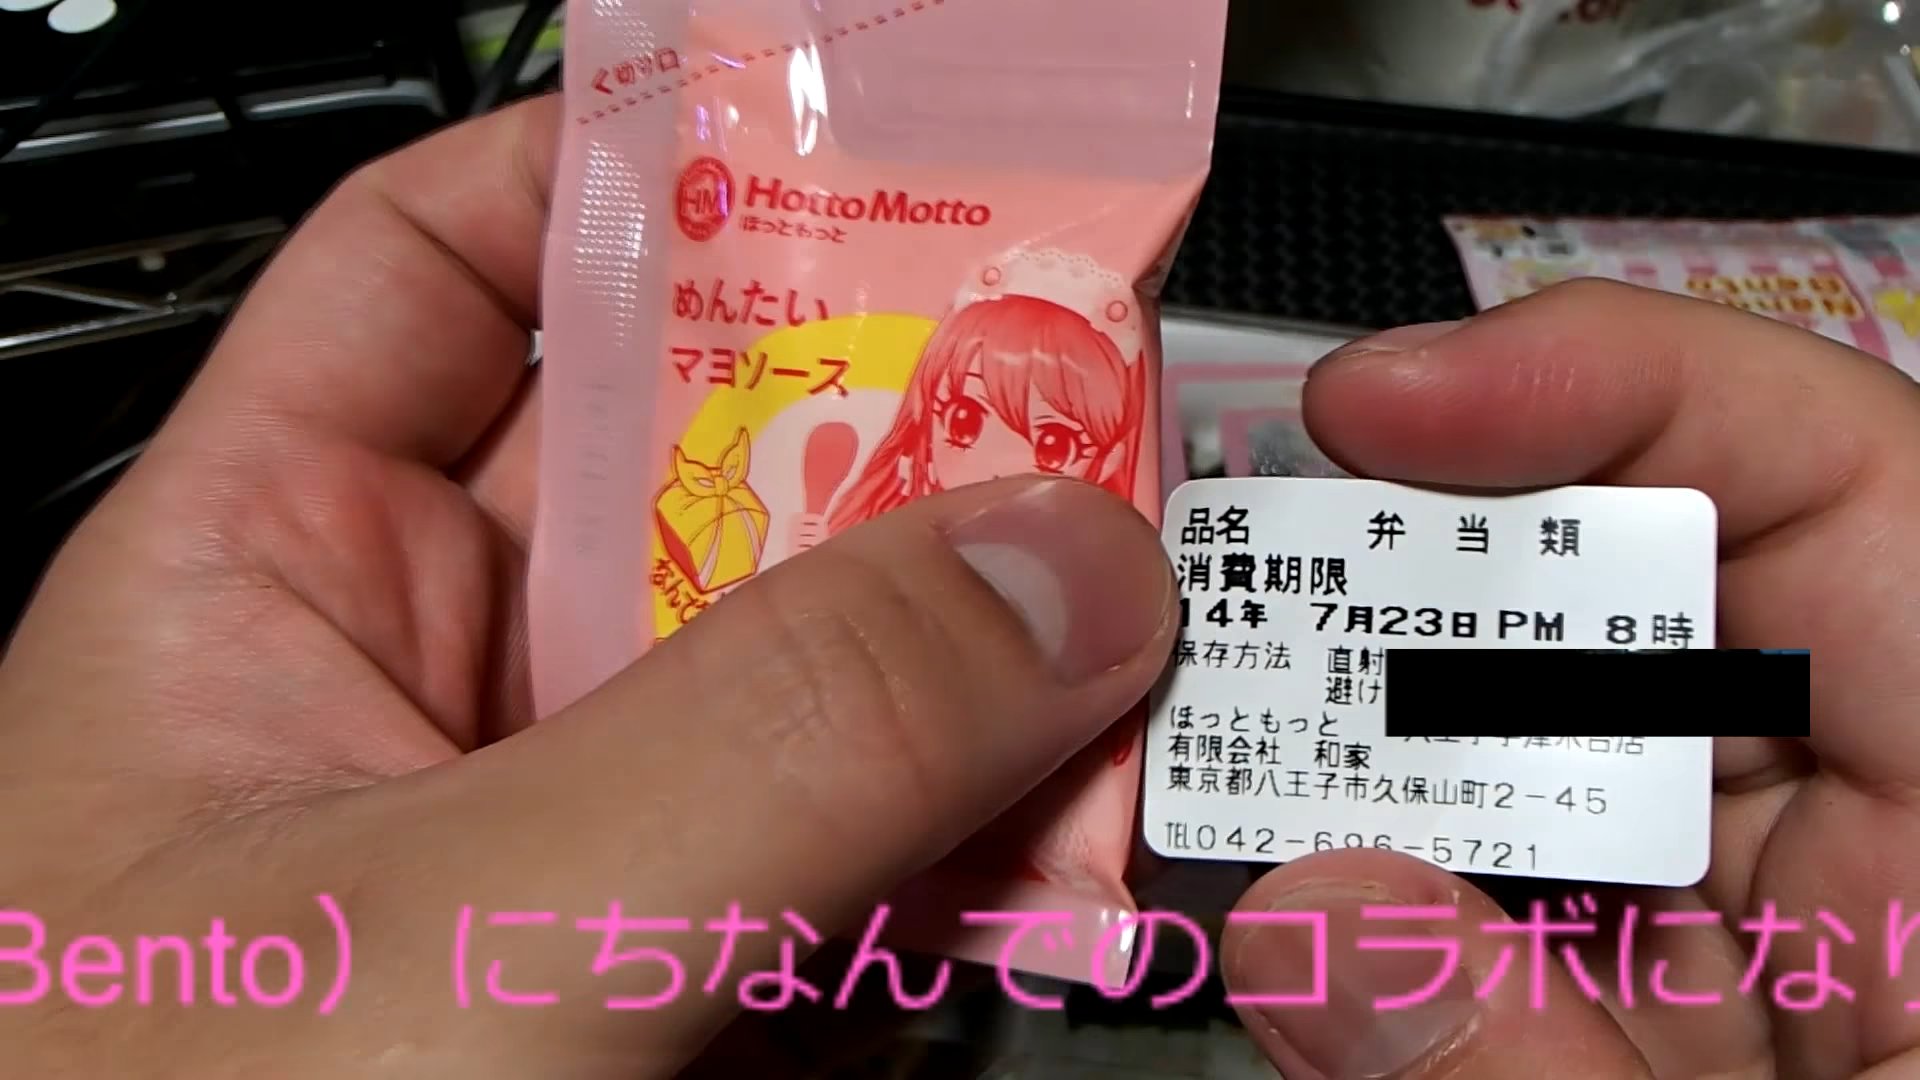 く切り口
HM
HottoMotto
ほっともっと
めんたい
マヨソース
なんで
品名 弁当類
消費期限
14年 7月23日 PM 8時
保存方法 直射
避け
ほっともっと
有限会社 和家
東京都八王子市久保山町2-45
TEL042-696-5721
Bento）にちなんでのコラボになり